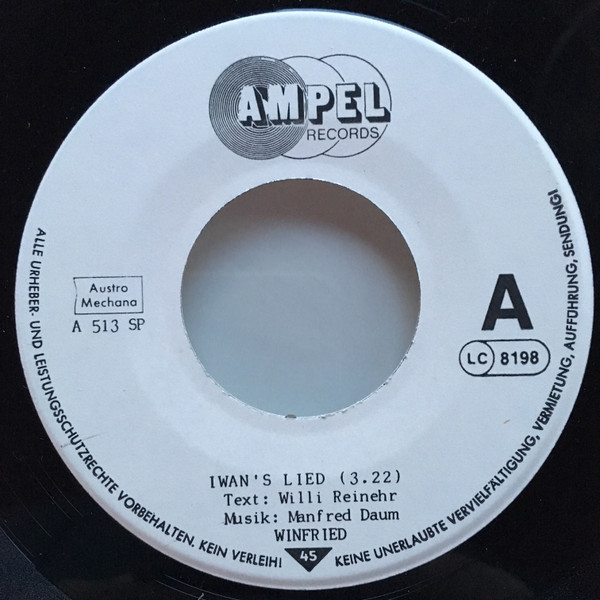 AMPEL
RECORDS
Austro
Mechana
A 513 SP
A
LC 8198
IWAN'S LIED (3.22)
Text: Willi Reinehr
Musik: Manfred Daum
WINFRIED
45
ALLE URHEBER- UND LEISTUNGSSCHUTZRECHTE VORBEHALTEN. KEIN VERLEIH!
KEINE UNERLAUBTE VERVIELFÄLTIGUNG, VERMIETUNG, AUFFÜHRUNG, SENDUNG!